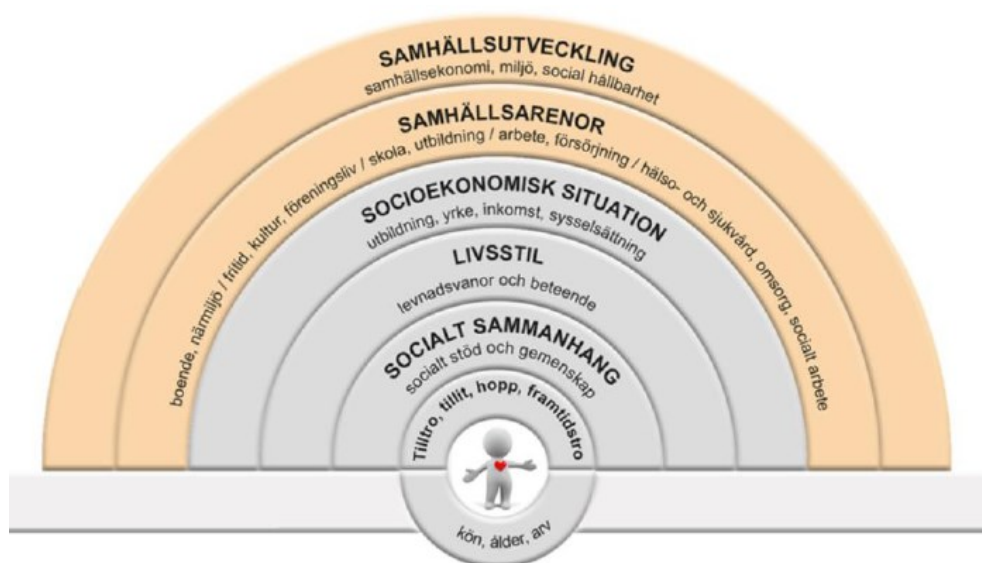 SAMHÄLLSUTVECKLING
samhällsekonomi, miljö, social hållbarhet
SAMHÄLLSARENOR
boende, närmiljö / fritid, kultur, föreningsliv / skola, utbildning / arbete, försörjning / hälso- och sjukvård, omsorg, socialt arbete
SOCIOEKONOMISK SITUATION
utbildning, yrke, inkomst, sysselsättning
LIVSSTIL
levnadsvanor och beteende
SOCIALT SAMMANHANG
socialt stöd och gemenskap
Tilltro, tillit, hopp, framtidstro
kön, ålder, arv